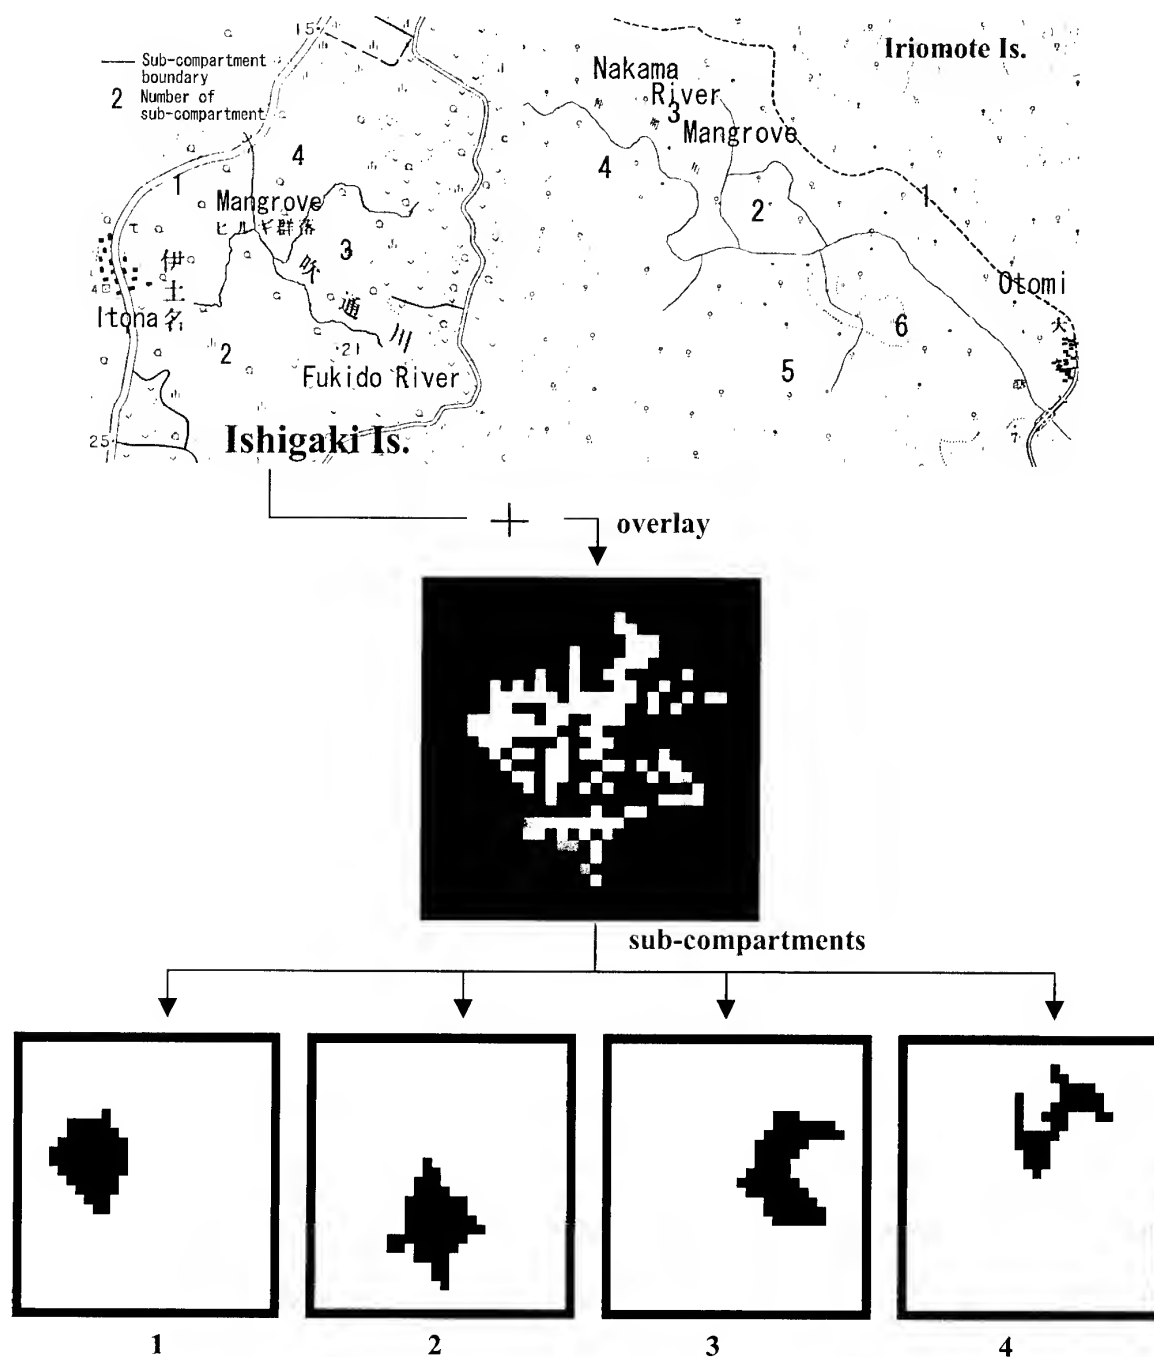 15
Sub-compartment
boundary
2 Number of
sub-compartment
4
1
Mangrove
ヒルギ群落
3
伊土名
Itona
4
2
21
吹通川
Fukido River
25
Ishigaki Is.
Iriomote Is.
Nakama
River
3
Mangrove
4
1
2
Otomi
大
6
5
7
+
overlay
sub-compartments
1
2
3
4